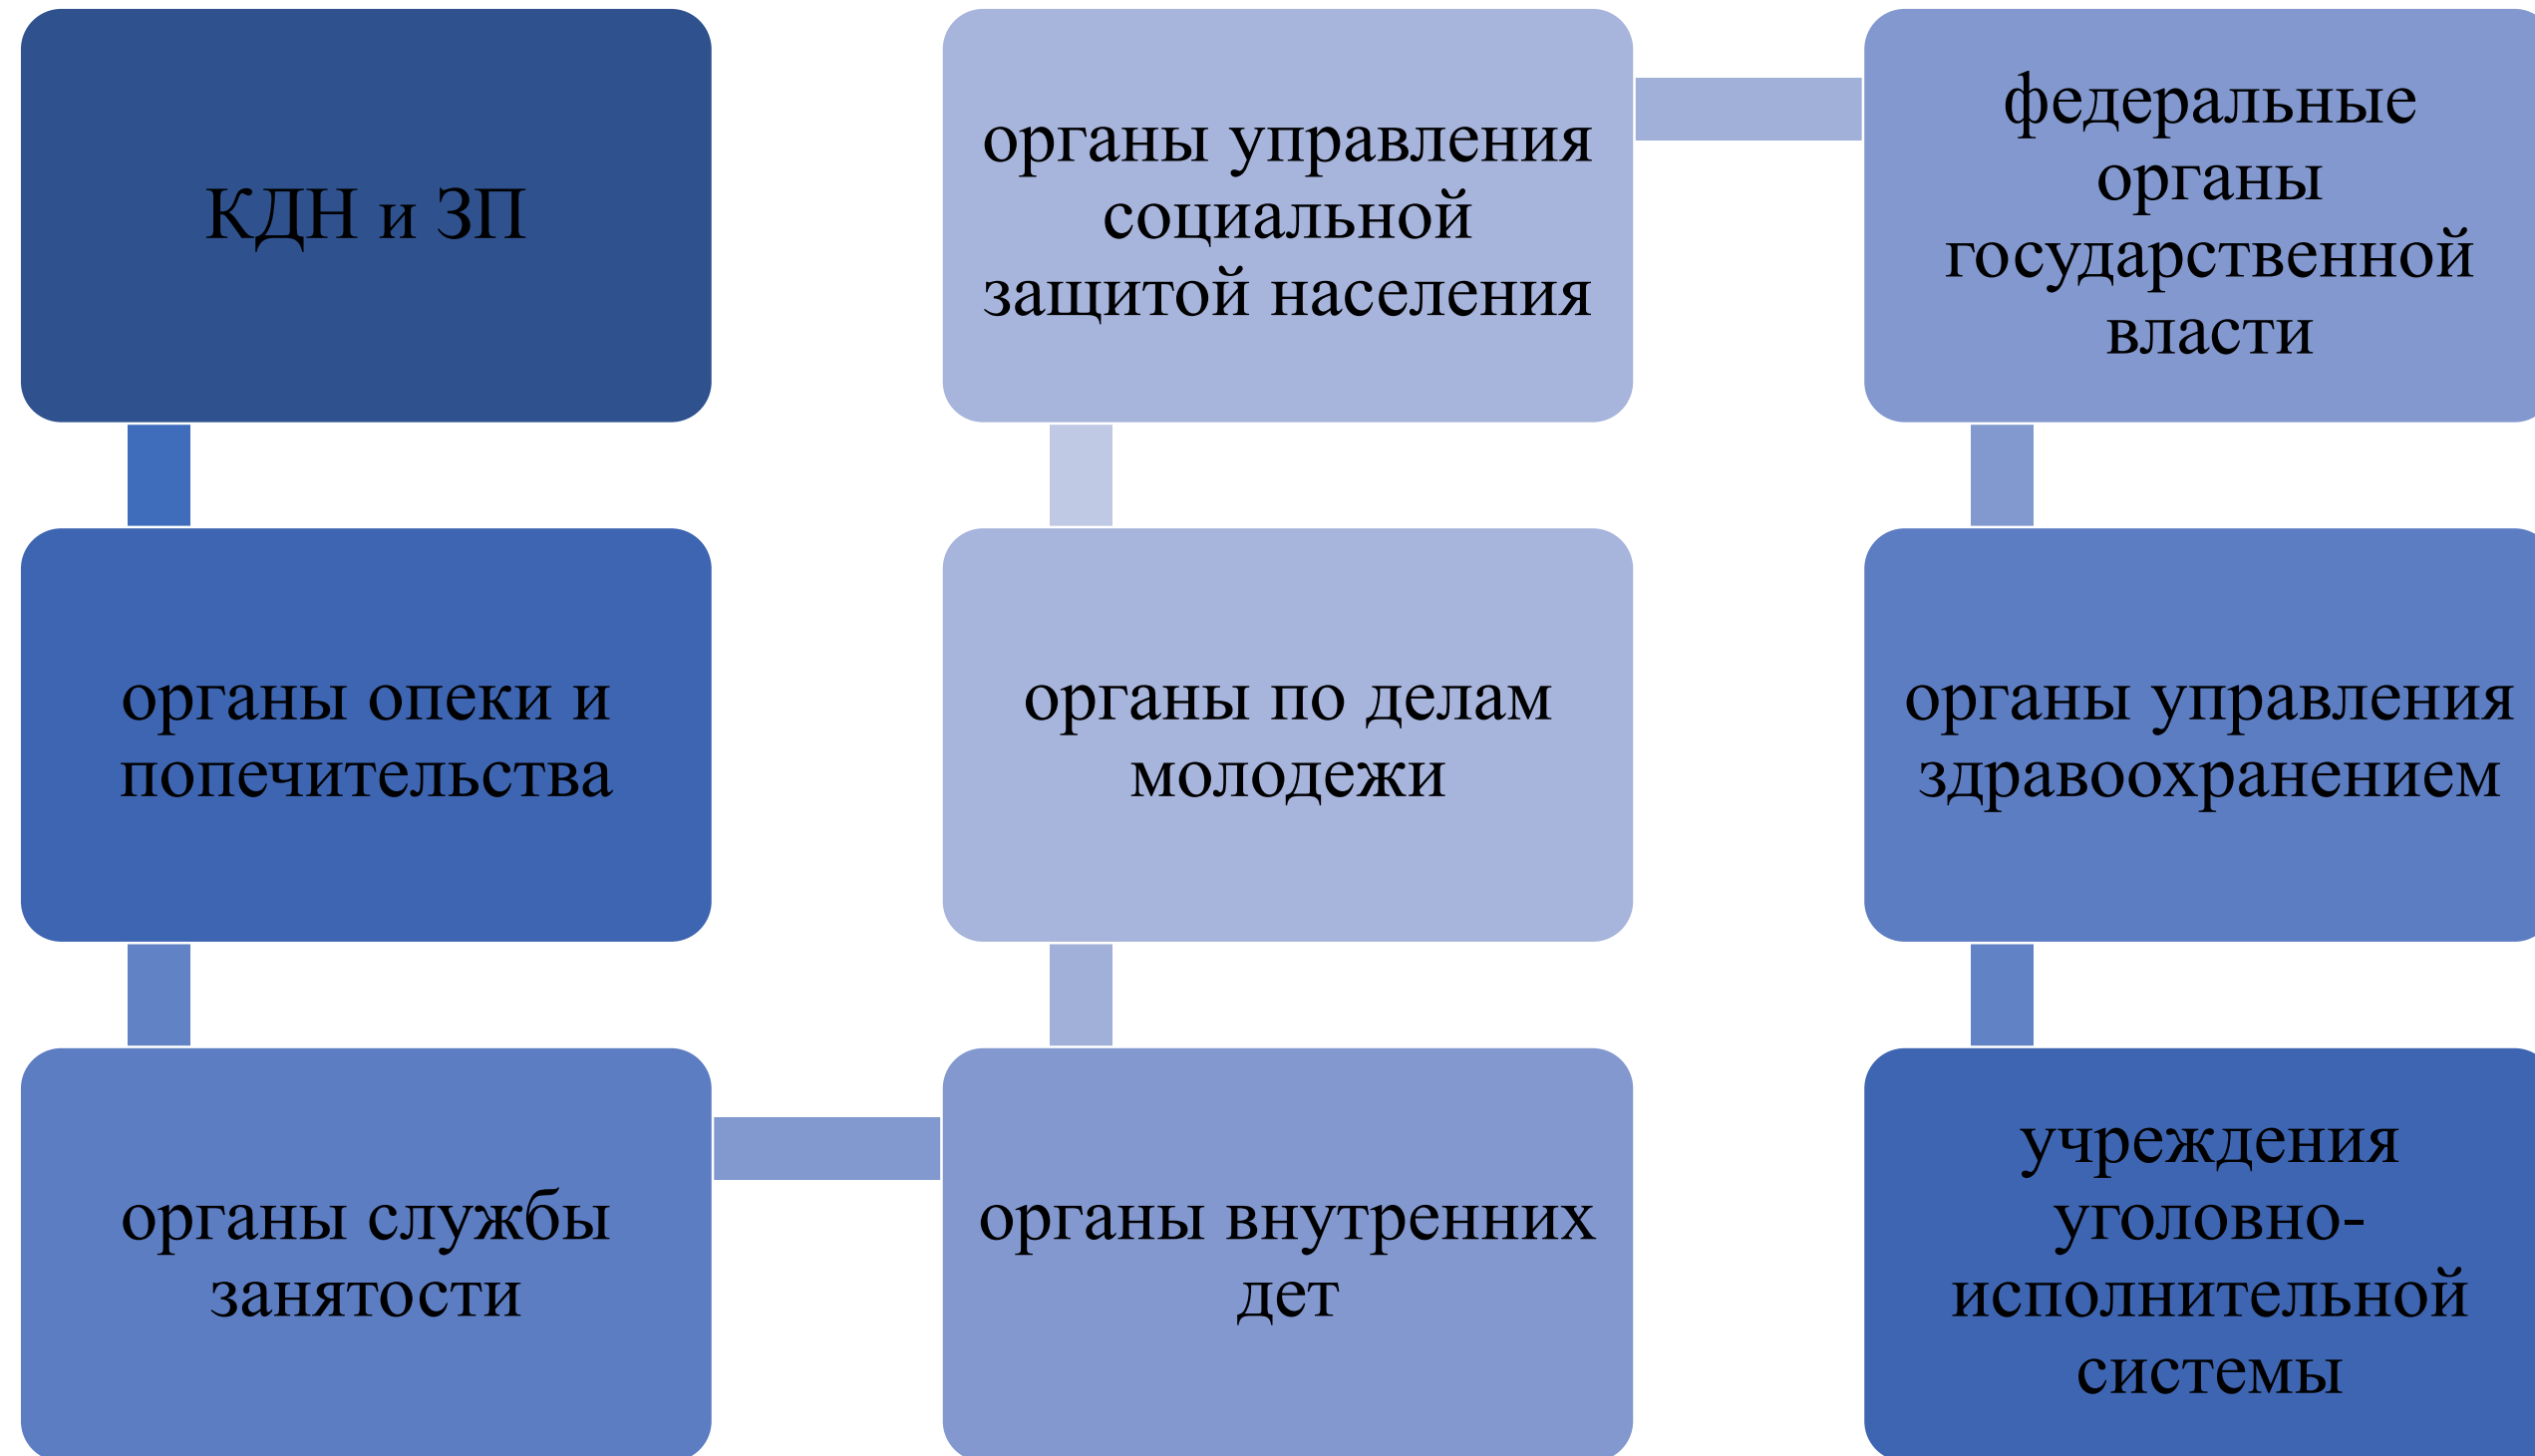 КДН и ЗП
органы опеки и
попечительства
органы службы
занятости
органы внутренних
дет
органы по делам
молодежи
органы управления
социальной
защитой населения
федеральные
органы
государственной
власти
органы управления
здравоохранением
учреждения
уголовно-
исполнительной
системы